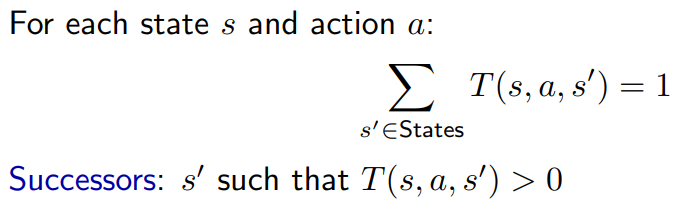 For each state s and action a:
∑ T(s, a, s′) = 1
s′∈States
Successors: s′ such that T(s, a, s′) > 0